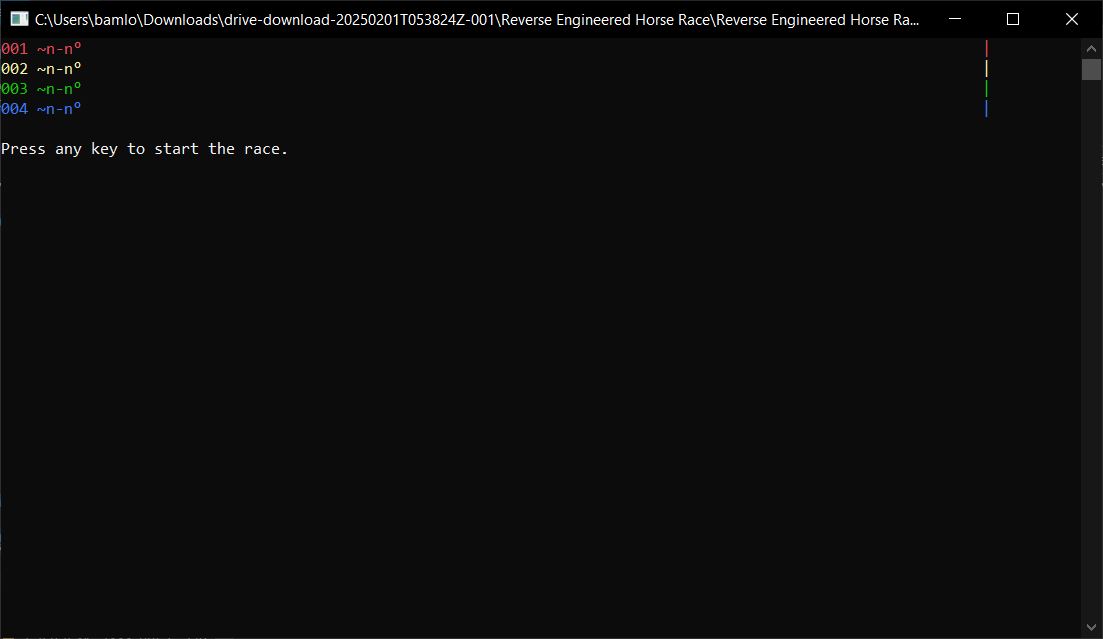 C:\Users\bamlo\Downloads\drive-download-20250201T053824Z-001\Reverse Engineered Horse Race\Reverse Engineered Horse Ra...
001 ~n-nº |
002 ~n-nº |
003 ~n-nº |
004 ~n-nº |
Press any key to start the race.